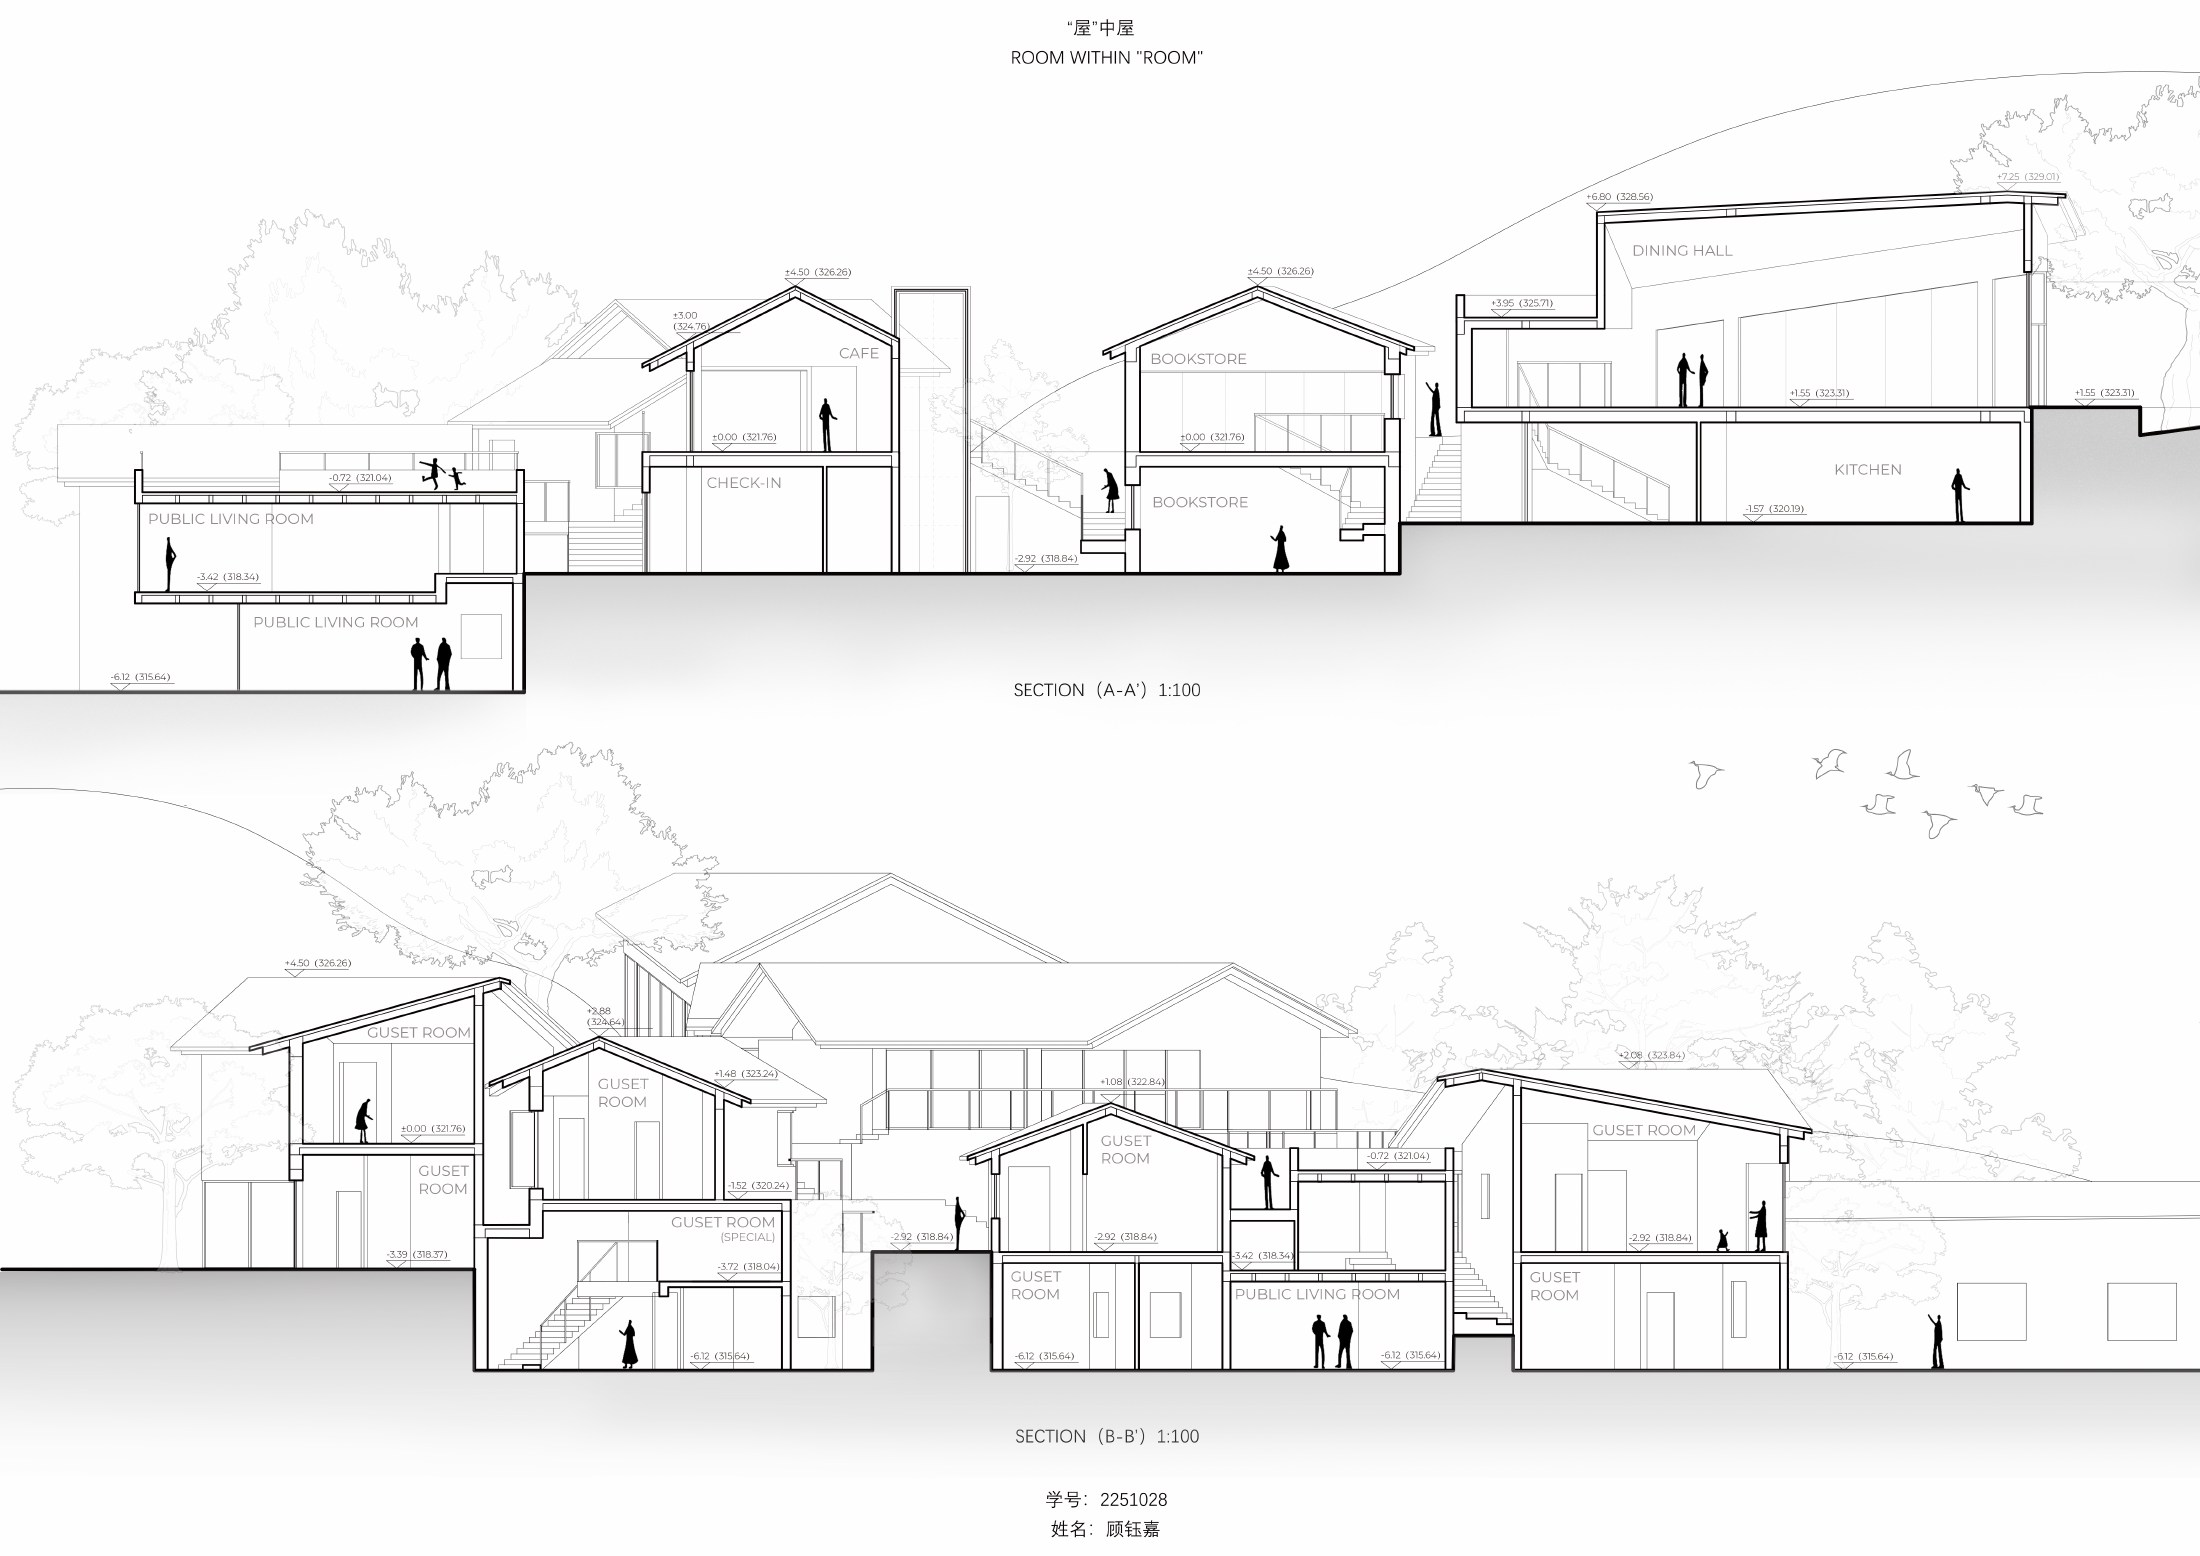 “屋”中屋
ROOM WITHIN "ROOM"
+7.25 (329.01)
+6.80 (328.56)
DINING HALL
±4.50 (326.26)
±4.50 (326.26)
+3.95 (325.71)
±3.00
(324.76)
CAFE
BOOKSTORE
+1.55 (323.31)
+1.55 (323.31)
±0.00 (321.76)
±0.00 (321.76)
-0.72 (321.04)
CHECK-IN
KITCHEN
BOOKSTORE
-1.57 (320.19)
PUBLIC LIVING ROOM
-2.92 (318.84)
-3.42 (318.34)
PUBLIC LIVING ROOM
-6.12 (315.64)
SECTION（A-A'）1:100
+4.50 (326.26)
+2.88
(324.64)
GUSET ROOM
+2.08 (323.84)
+1.48 (323.24)
GUSET
ROOM
+1.08 (322.84)
±0.00 (321.76)
GUSET ROOM
GUSET
ROOM
-0.72 (321.04)
GUSET
ROOM
-1.52 (320.24)
GUSET ROOM
(SPECIAL)
-2.92 (318.84)
-2.92 (318.84)
-2.92 (318.84)
-3.39 (318.37)
-3.42 (318.34)
-3.72 (318.04)
GUSET
ROOM
PUBLIC LIVING ROOM
GUSET
ROOM
-6.12 (315.64)
-6.12 (315.64)
-6.12 (315.64)
-6.12 (315.64)
SECTION（B-B'）1:100
学号：2251028
姓名：顾钰嘉